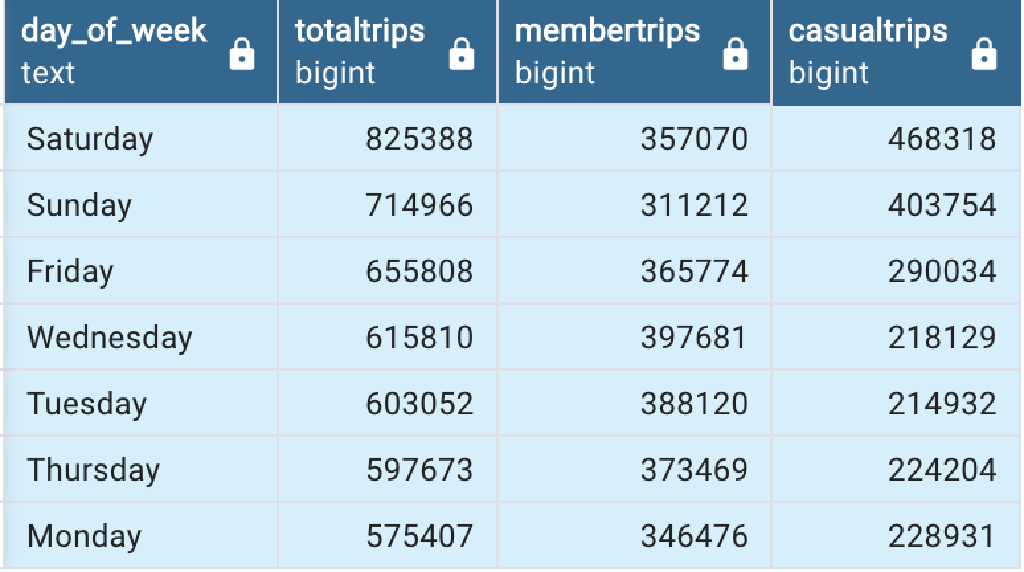 day_of_week totaltrips membertrips casualtrips
text bigint bigint bigint
Saturday 825388 357070 468318
Sunday 714966 311212 403754
Friday 655808 365774 290034
Wednesday 615810 397681 218129
Tuesday 603052 388120 214932
Thursday 597673 373469 224204
Monday 575407 346476 228931